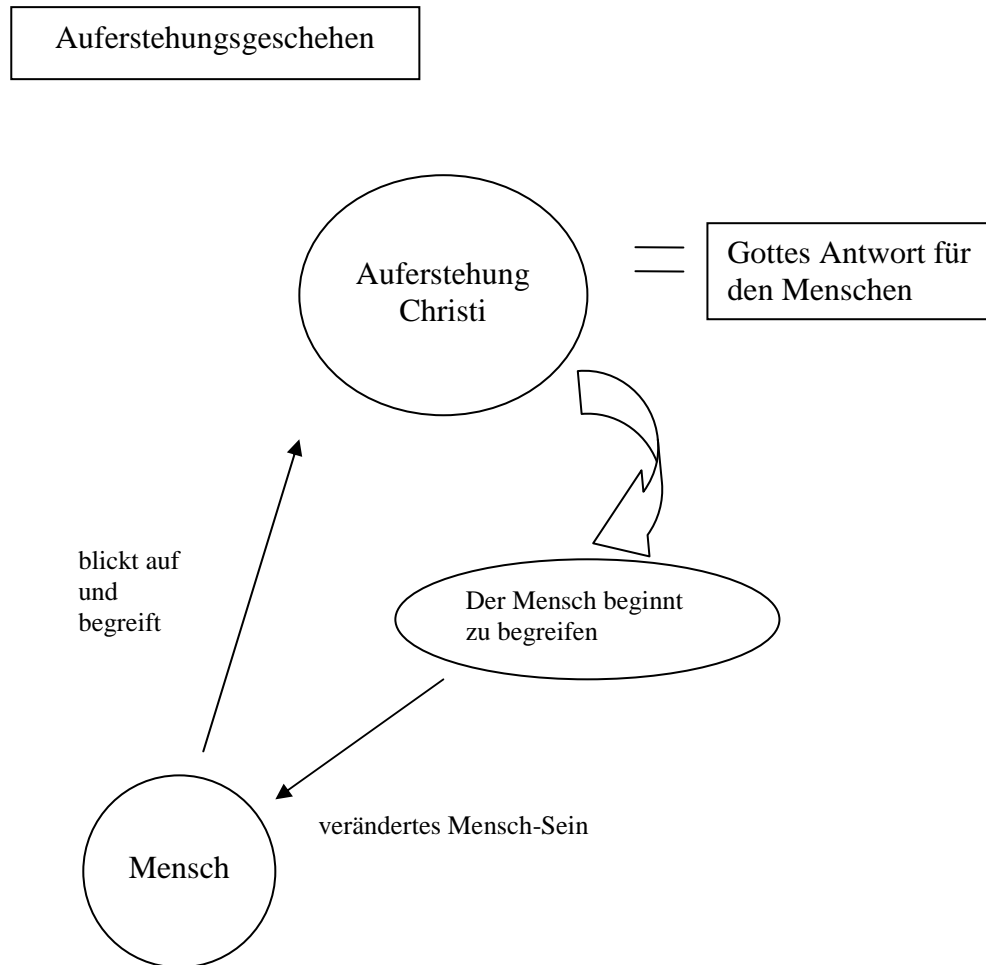 Auferstehungsgeschehen
Auferstehung
Christi
Gottes Antwort für
den Menschen
blickt auf
und
begreift
Der Mensch beginnt
zu begreifen
verändertes Mensch-Sein
Mensch